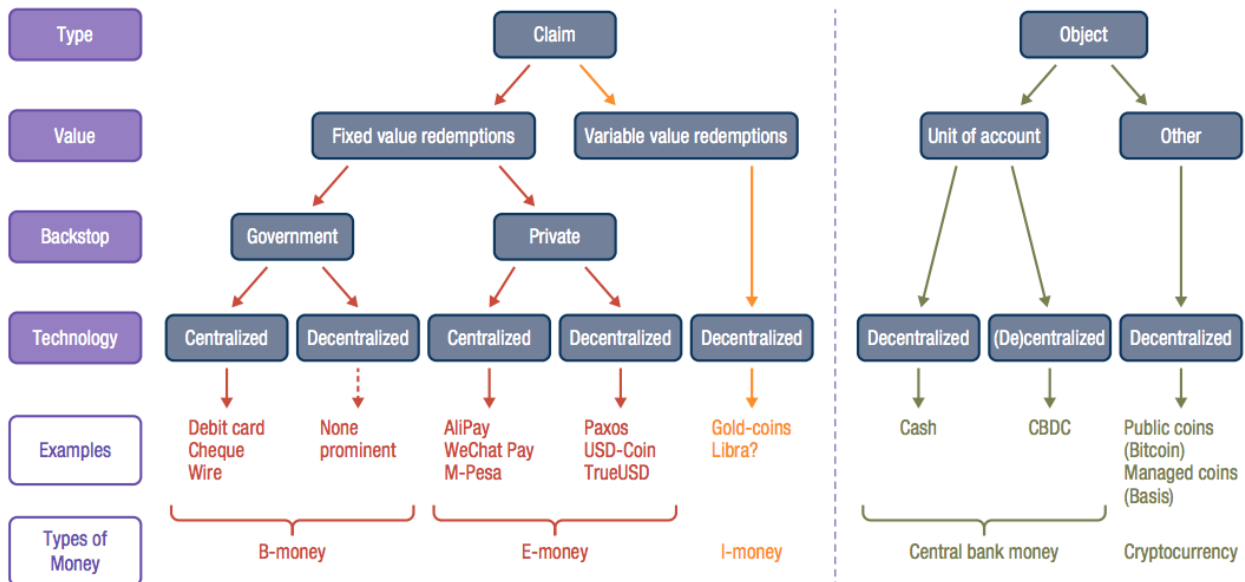 Type
Claim
Object
Value
Fixed value redemptions
Variable value redemptions
Unit of account
Other
Backstop
Government
Private
Technology
Centralized
Decentralized
Centralized
Decentralized
Decentralized
Decentralized
(De)centralized
Decentralized
Examples
Debit card
Cheque
Wire
None
prominent
AliPay
WeChat Pay
M-Pesa
Paxos
USD-Coin
TrueUSD
Gold-coins
Libra?
Cash
CBDC
Public coins
(Bitcoin)
Managed coins
(Basis)
Types of
Money
B-money
E-money
I-money
Central bank money
Cryptocurrency